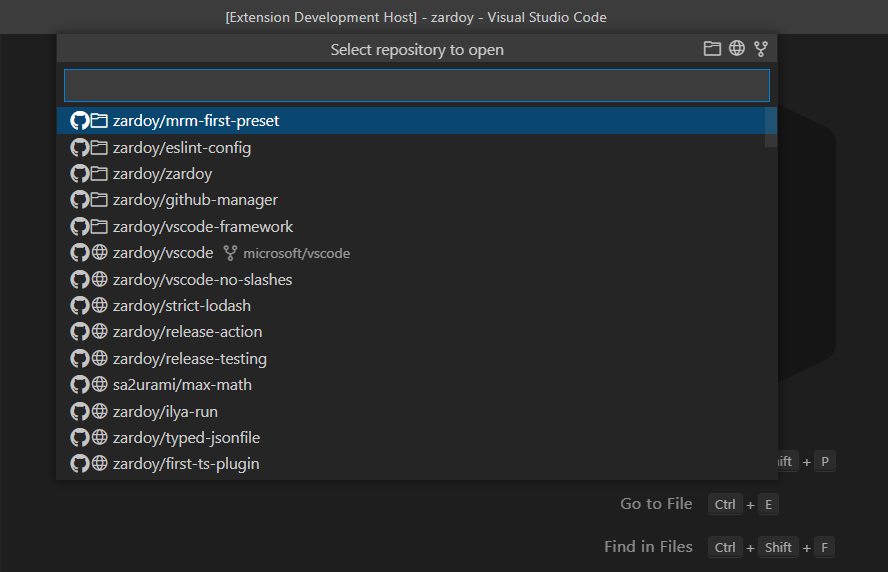 [Extension Development Host] - zardoy - Visual Studio Code
Select repository to open
zardoy/mrm-first-preset
zardoy/eslint-config
zardoy/zardoy
zardoy/github-manager
zardoy/vscode-framework
zardoy/vscode microsoft/vscode
zardoy/vscode-no-slashes
zardoy/strict-lodash
zardoy/release-action
zardoy/release-testing
sa2urami/max-math
zardoy/ilya-run
zardoy/typed-jsonfile
zardoy/first-ts-plugin
+ P
Go to File Ctrl + E
Find in Files Ctrl + Shift + F